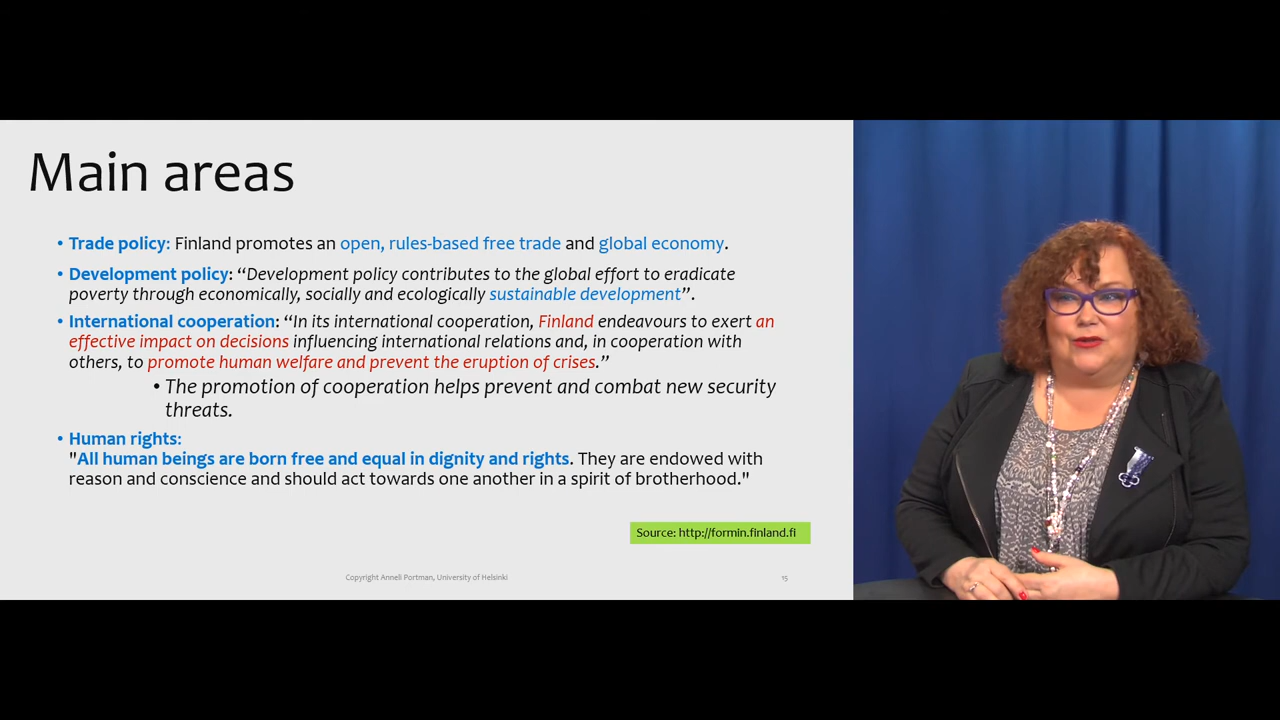 Main areas
• Trade policy: Finland promotes an open, rules-based free trade and global economy.
• Development policy: “Development policy contributes to the global effort to eradicate
poverty through economically, socially and ecologically sustainable development”.
• International cooperation: “In its international cooperation, Finland endeavours to exert an
effective impact on decisions influencing international relations and, in cooperation with
others, to promote human welfare and prevent the eruption of crises.”
• The promotion of cooperation helps prevent and combat new security
threats.
• Human rights:
"All human beings are born free and equal in dignity and rights. They are endowed with
reason and conscience and should act towards one another in a spirit of brotherhood."
Source: http://formin.finland.fi
Copyright Anneli Portman, University of Helsinki
15